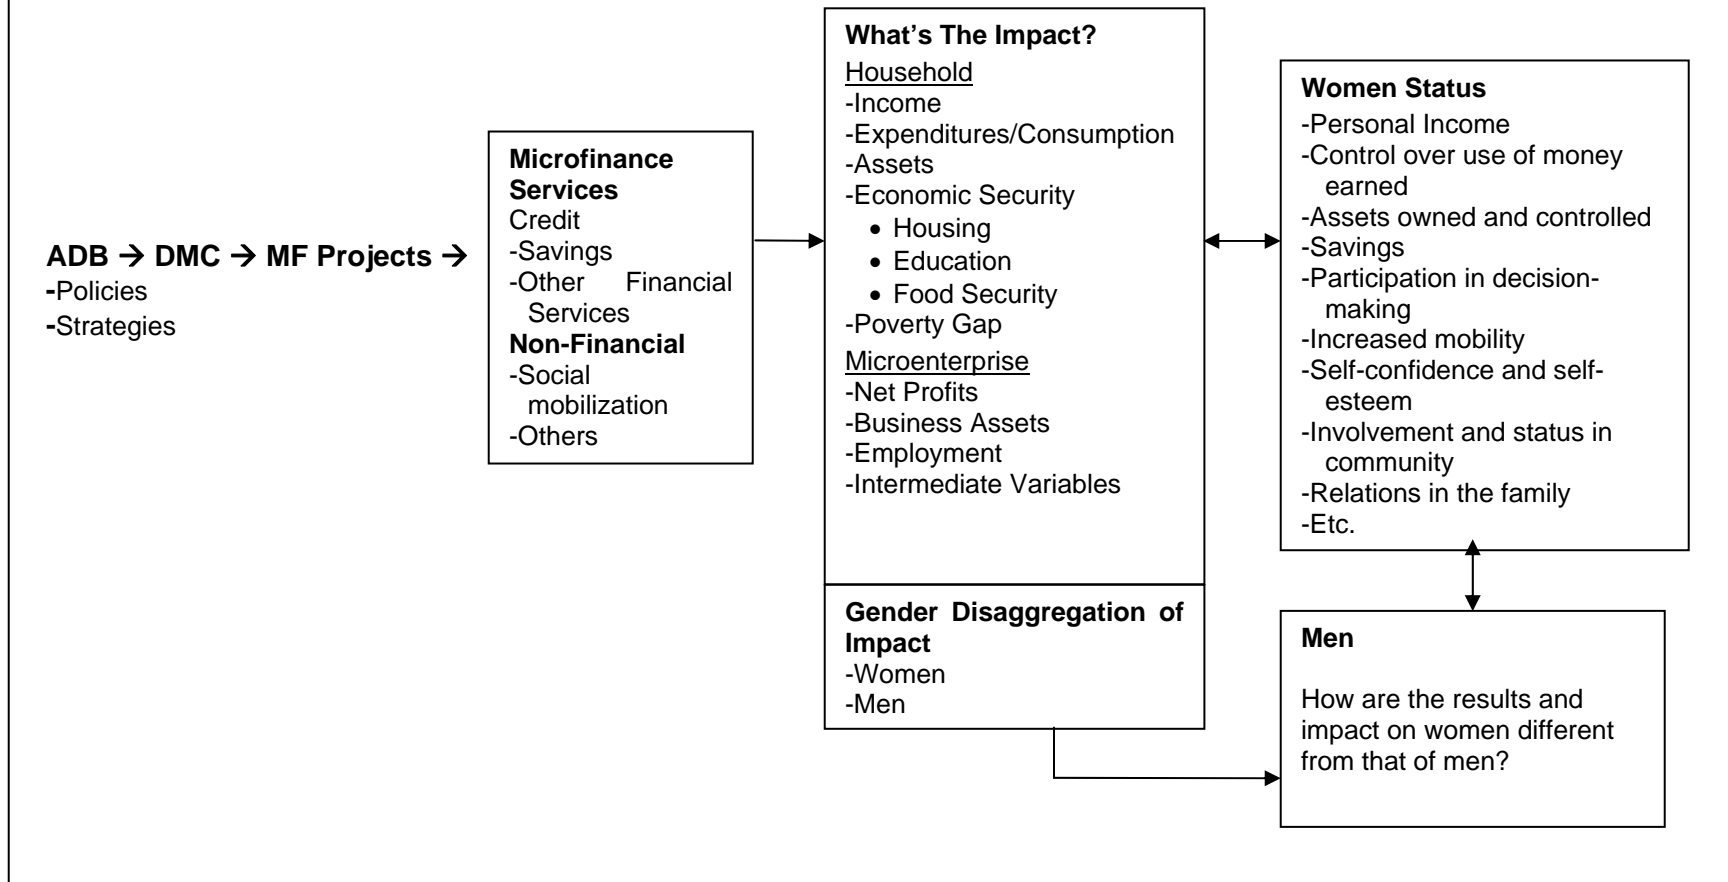 ADB → DMC → MF Projects →
-Policies
-Strategies
Microfinance
Services
Credit
-Savings
-Other Financial
Services
Non-Financial
-Social
mobilization
-Others
What's The Impact?
Household
-Income
-Expenditures/Consumption
-Assets
-Economic Security
• Housing
• Education
• Food Security
-Poverty Gap
Microenterprise
-Net Profits
-Business Assets
-Employment
-Intermediate Variables
Gender Disaggregation of
Impact
-Women
-Men
Women Status
-Personal Income
-Control over use of money
earned
-Assets owned and controlled
-Savings
-Participation in decision-
making
-Increased mobility
-Self-confidence and self-
esteem
-Involvement and status in
community
-Relations in the family
-Etc.
Men
How are the results and
impact on women different
from that of men?